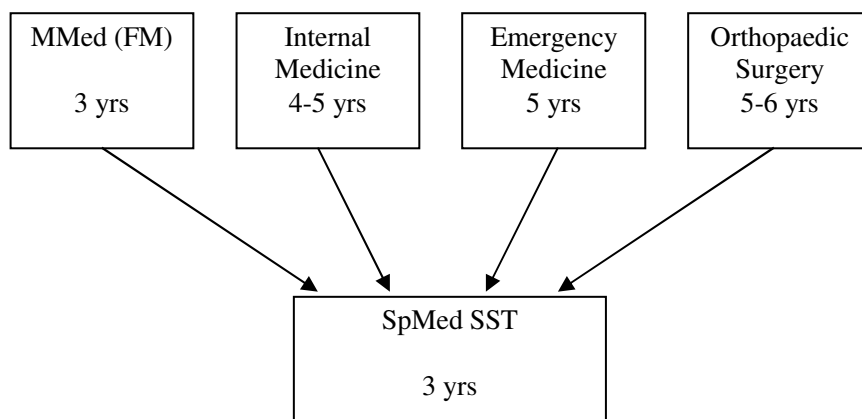 MMed (FM)
3 yrs
Internal
Medicine
4-5 yrs
Emergency
Medicine
5 yrs
Orthopaedic
Surgery
5-6 yrs
SpMed SST
3 yrs